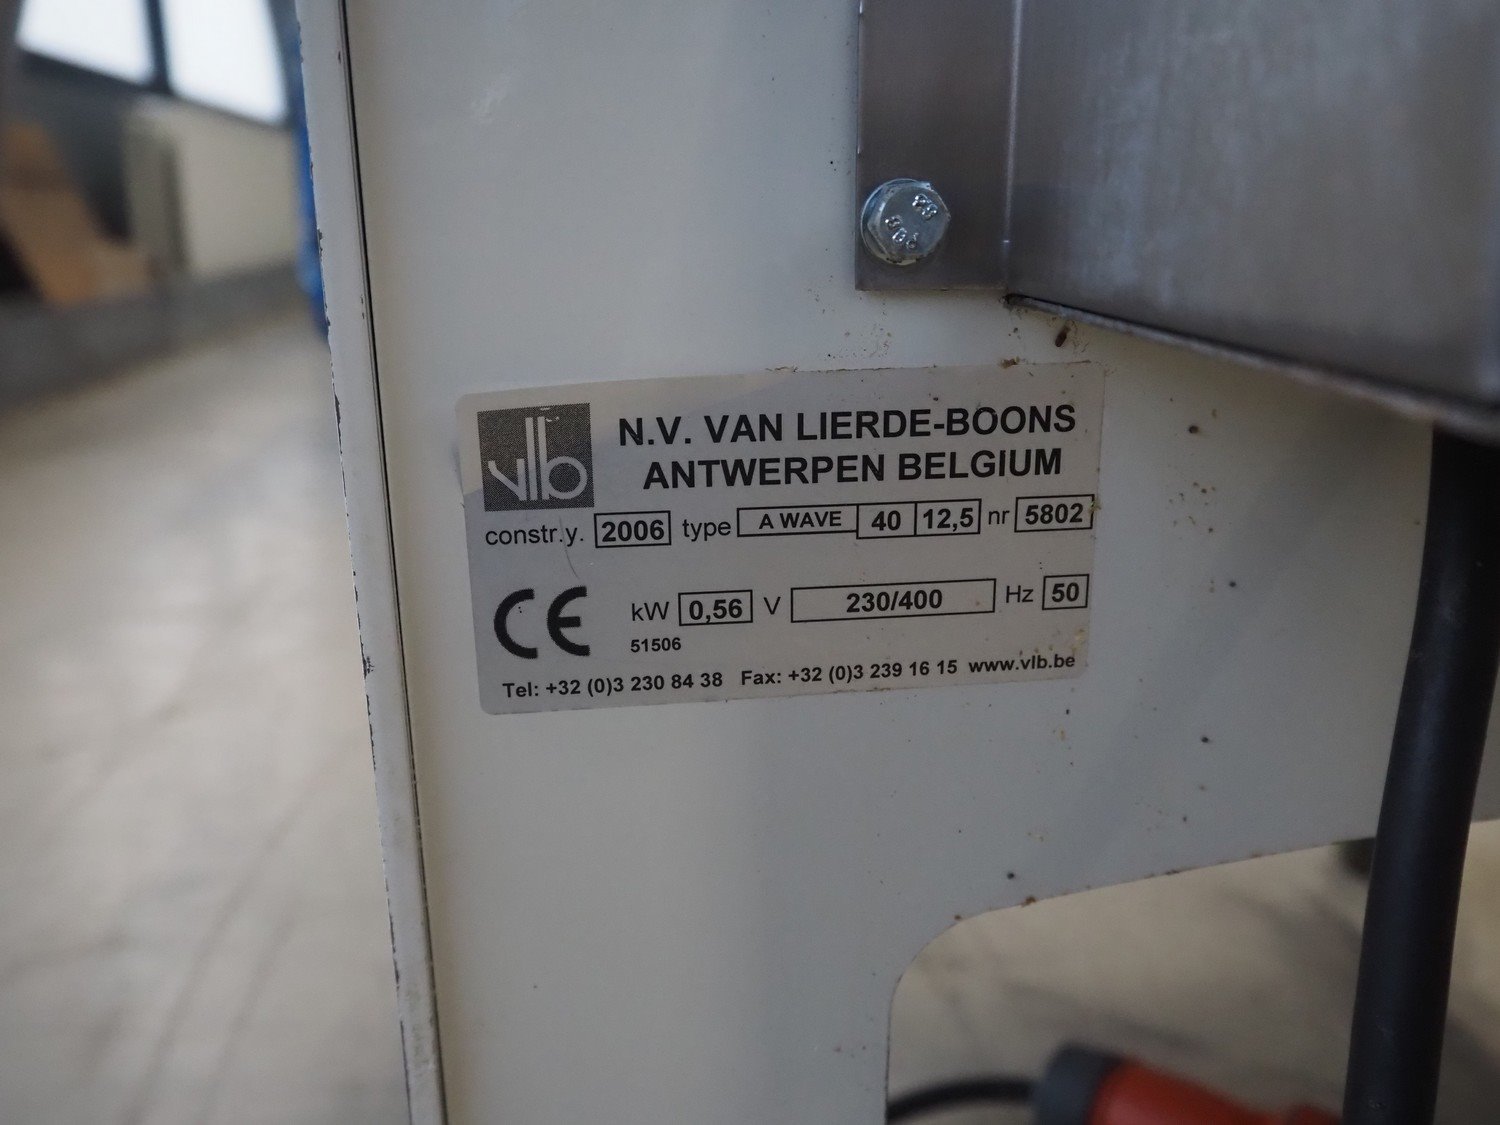 vlb
N.V. VAN LIERDE-BOONS
ANTWERPEN BELGIUM
constr.y. 2006 type A WAVE 40 12,5 nr 5802
CE kW 0,56 V 230/400 Hz 50
51506
Tel: +32 (0)3 230 84 38 Fax: +32 (0)3 239 16 15 www.vlb.be